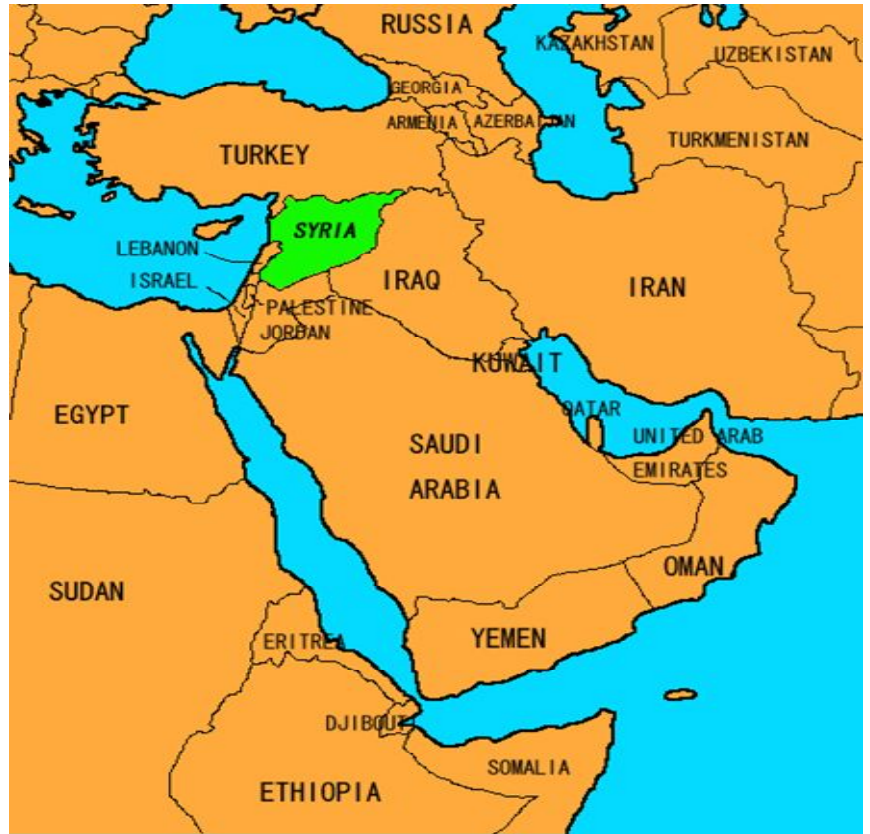 RUSSIA
KAZAKHSTAN
UZBEKISTAN
GEORGIA
ARMENIA
AZERBAIJAN
TURKMENISTAN
TURKEY
SYRIA
LEBANON
ISRAEL
IRAQ
IRAN
PALESTINE
JORDAN
KUWAIT
EGYPT
QATAR
UNITED ARAB
EMIRATES
SAUDI
ARABIA
OMAN
SUDAN
YEMEN
ERITREA
DJIBOUTI
SOMALIA
ETHIOPIA